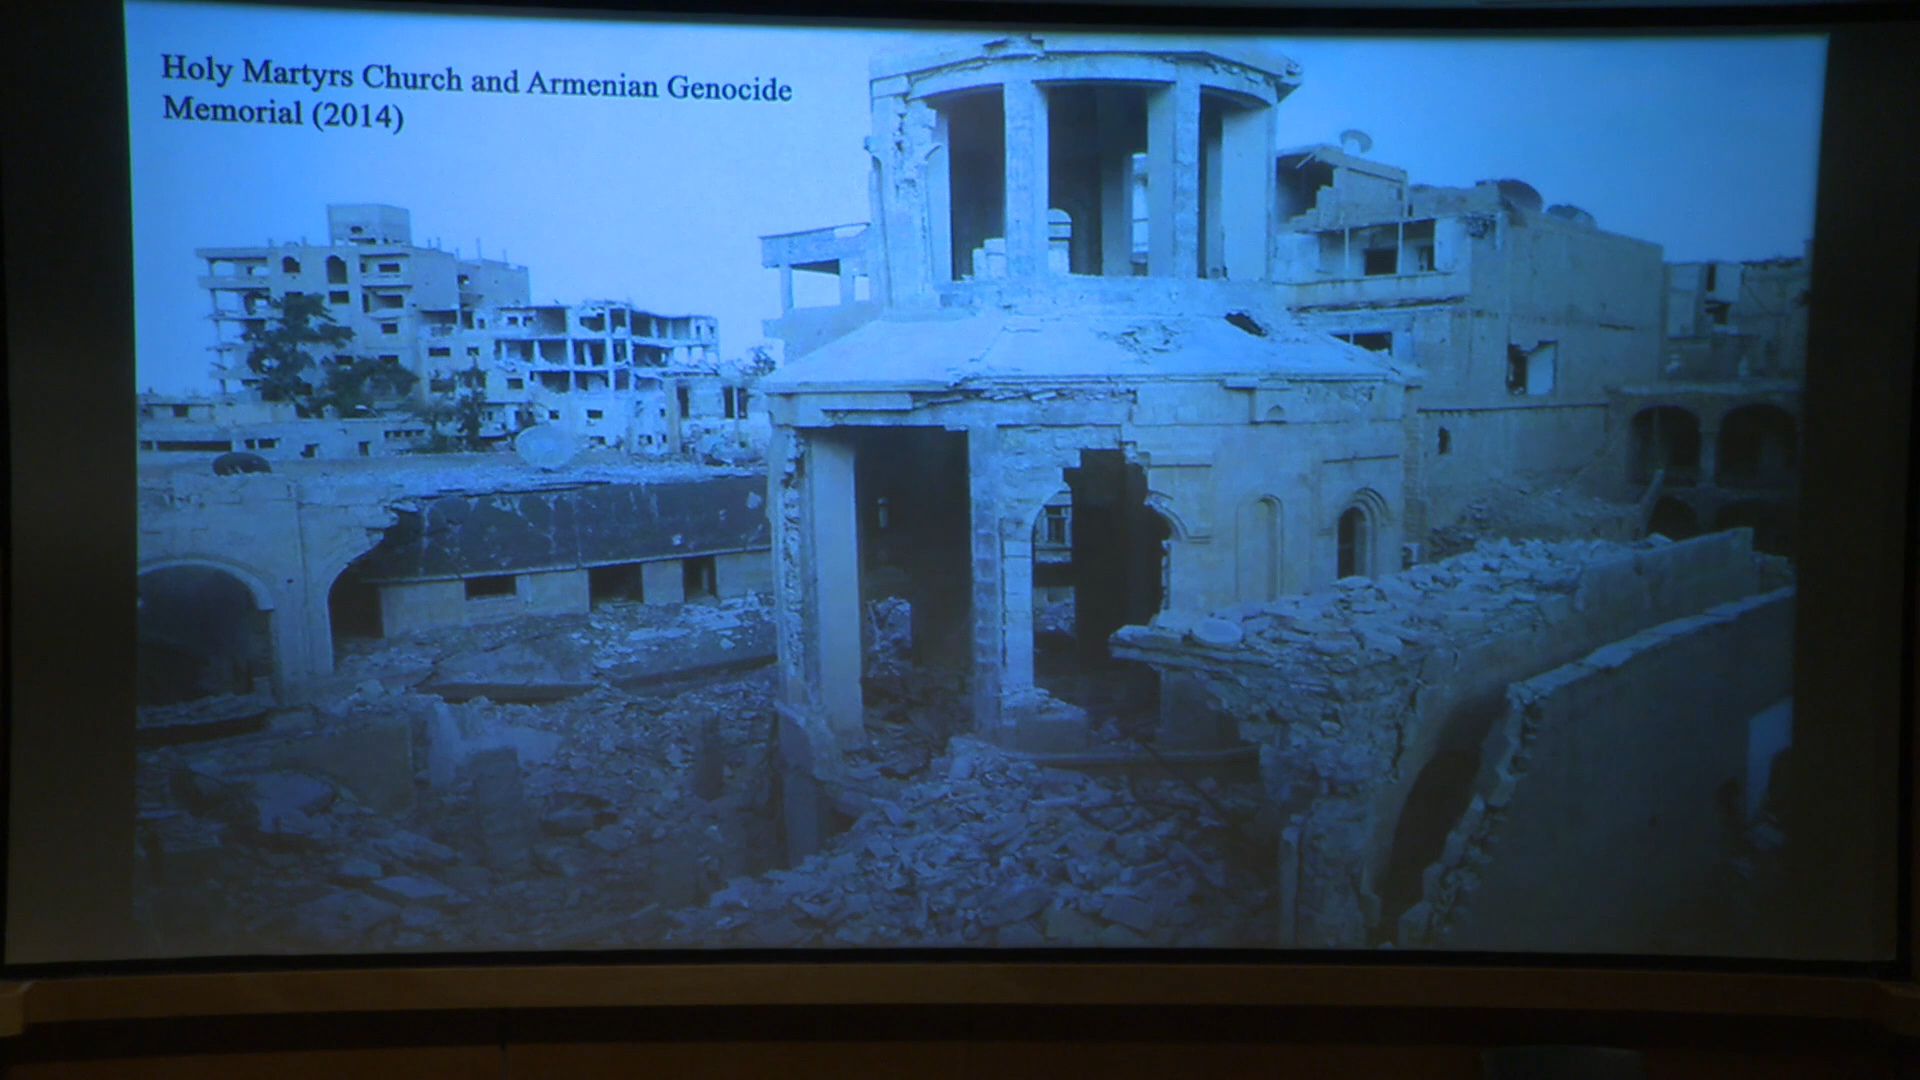 Holy Martyrs Church and Armenian Genocide
Memorial (2014)